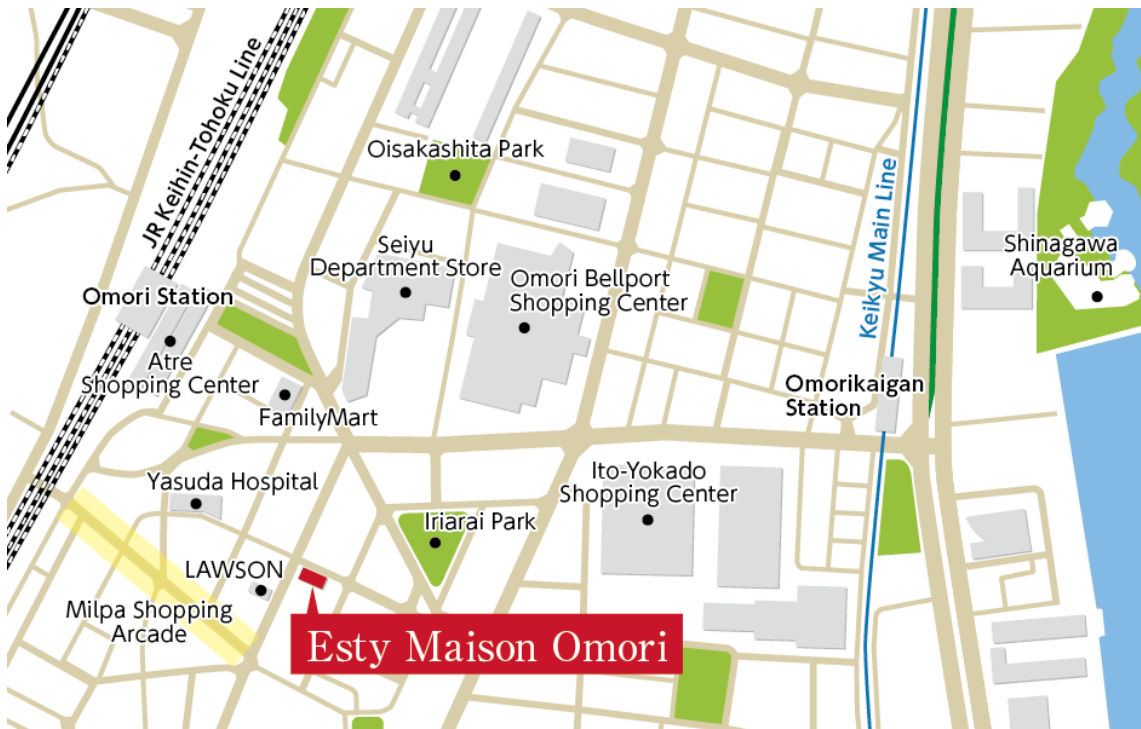 JR Keihin-Tohoku Line
Oisakashita Park
Keikyu Main Line
Seiyu
Department Store
Shinagawa
Aquarium
Omori Bellport
Shopping Center
Omori Station
Atre
Shopping Center
FamilyMart
Omorikaigan
Station
Yasuda Hospital
Ito-Yokado
Shopping Center
Iriarai Park
LAWSON
Milpa Shopping
Arcade
Esty Maison Omori